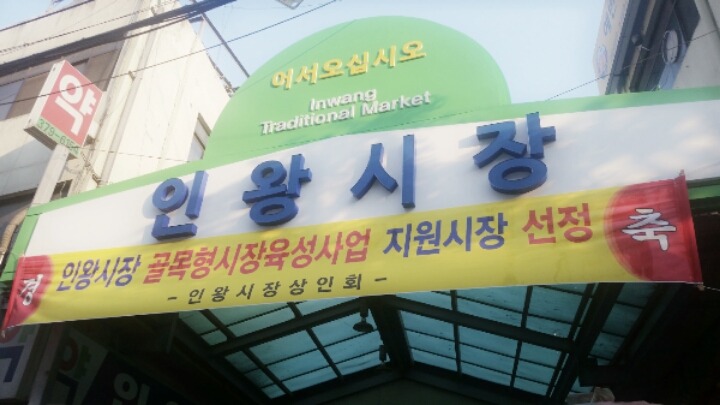 어서오십시오
Inwang
Traditional Market
인왕시장
경 인왕시장 골목형시장육성사업 지원시장 선정 축
- 인왕시장상인회 -
약
약